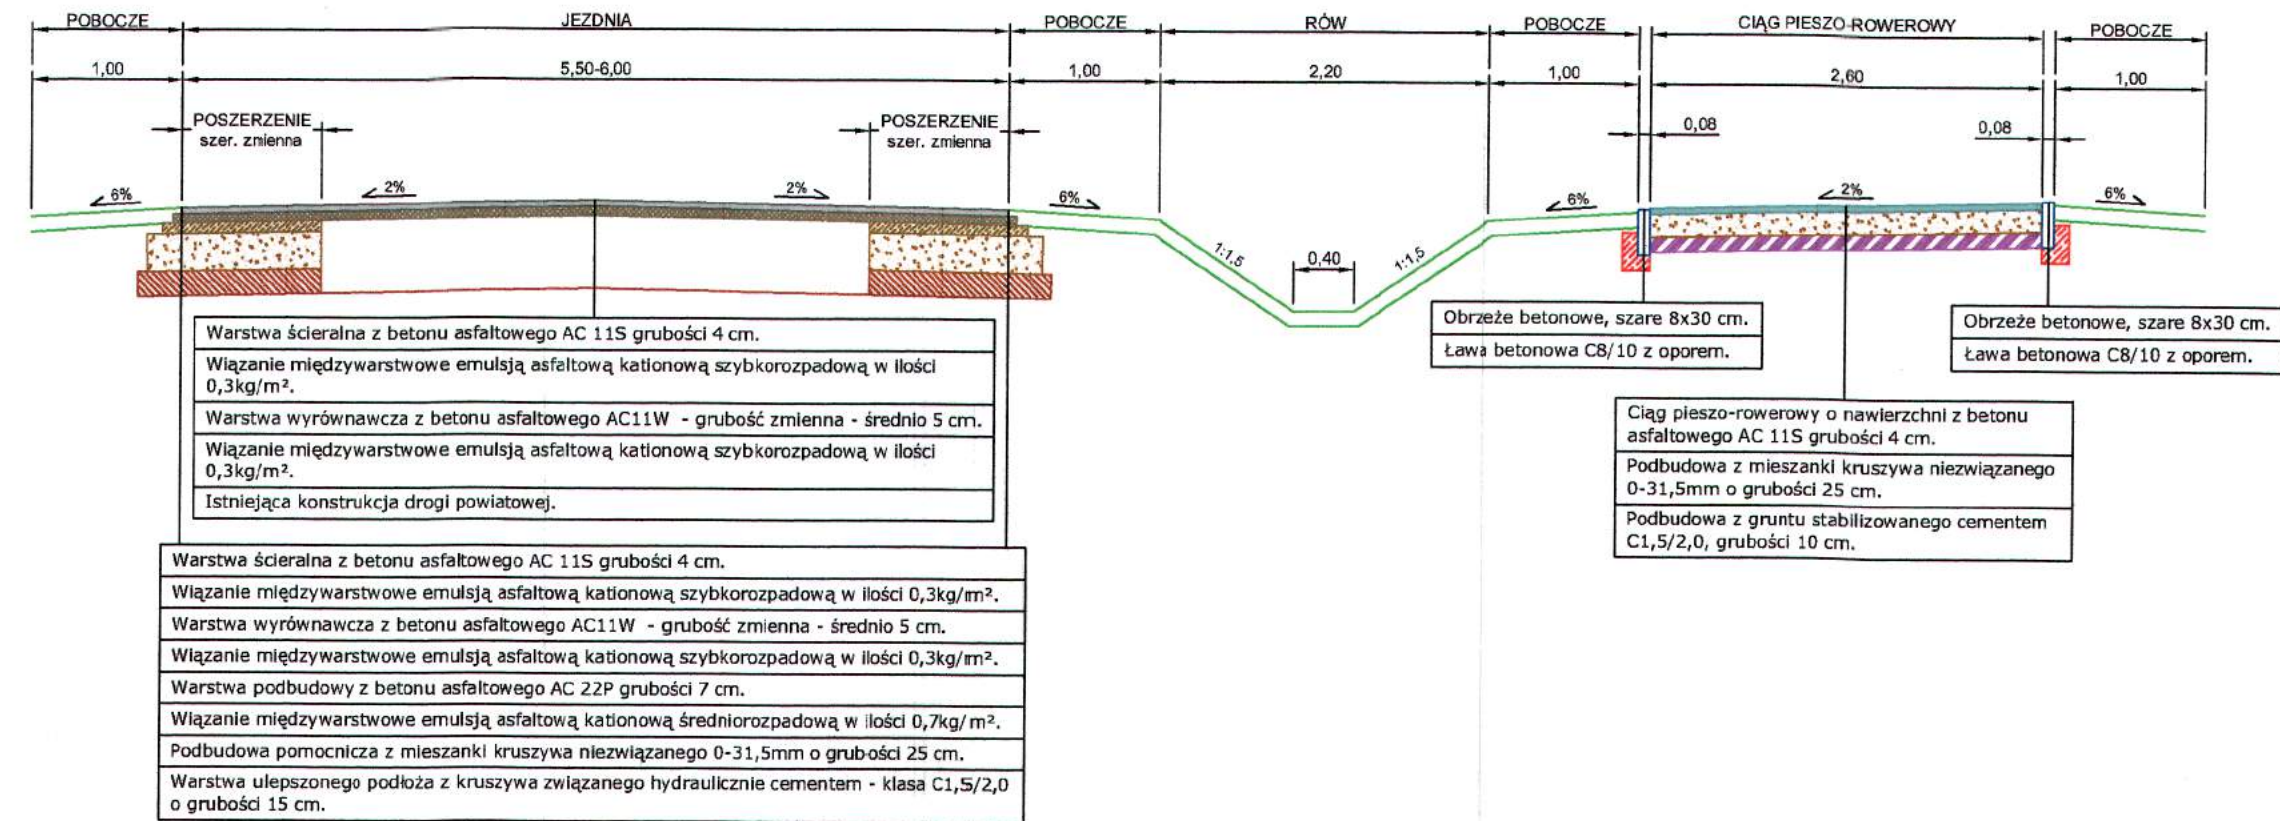 POBOCZE JEZDNIA POBOCZE RÓW POBOCZE CIĄG PIESZO-ROWEROWY POBOCZE
1,00 5,50-6,00 1,00 2,20 1,00 2,60 1,00
POSZERZENIE
szer. zmienna
POSZERZENIE
szer. zmienna
0,08 0,08
6% 2% 2% 6% 6% 2% 6%
1:1,5 0,40 1:1,5
Warstwa ścieralna z betonu asfaltowego AC 11S grubości 4 cm.
Wiązanie międzywarstwowe emulsją asfaltową kationową szybkorozpadową w ilości
0,3kg/m².
Warstwa wyrównawcza z betonu asfaltowego AC11W - grubość zmienna - średnio 5 cm.
Wiązanie międzywarstwowe emulsją asfaltową kationową szybkorozpadową w ilości
0,3kg/m².
Istniejąca konstrukcja drogi powiatowej.
Warstwa ścieralna z betonu asfaltowego AC 11S grubości 4 cm.
Wiązanie międzywarstwowe emulsją asfaltową kationową szybkorozpadową w ilości 0,3kg/m².
Warstwa wyrównawcza z betonu asfaltowego AC11W - grubość zmienna - średnio 5 cm.
Wiązanie międzywarstwowe emulsją asfaltową kationową szybkorozpadową w ilości 0,3kg/m².
Warstwa podbudowy z betonu asfaltowego AC 22P grubości 7 cm.
Wiązanie międzywarstwowe emulsją asfaltową kationową średniorozpadową w ilości 0,7kg/m².
Podbudowa pomocnicza z mieszanki kruszywa niezwiązanego 0-31,5mm o grubości 25 cm.
Warstwa ulepszonego podłoża z kruszywa związanego hydraulicznie cementem - klasa C1,5/2,0
o grubości 15 cm.
Obrzeże betonowe, szare 8x30 cm.
Ława betonowa C8/10 z oporem.
Obrzeże betonowe, szare 8x30 cm.
Ława betonowa C8/10 z oporem.
Ciąg pieszo-rowerowy o nawierzchni z betonu
asfaltowego AC 11S grubości 4 cm.
Podbudowa z mieszanki kruszywa niezwiązanego
0-31,5mm o grubości 25 cm.
Podbudowa z gruntu stabilizowanego cementem
C1,5/2,0, grubości 10 cm.